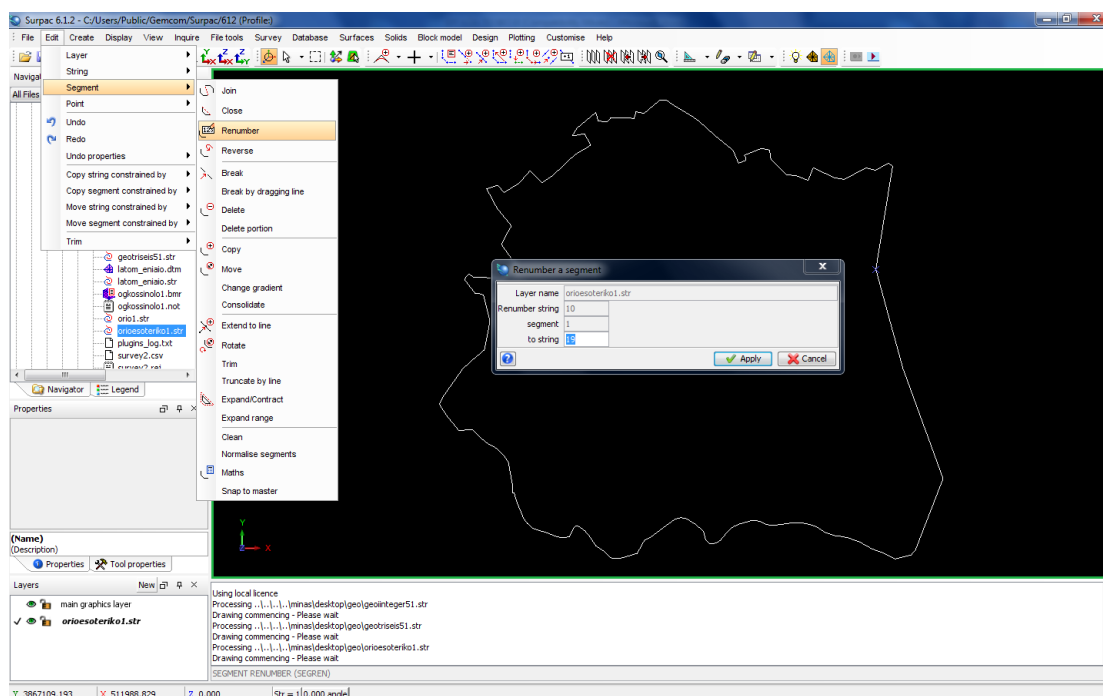 Surpac 6.1.2 - C:/Users/Public/Gemcom/Surpac/612 (Profile:)
File Edit Create Display View Inquire File tools Survey Database Surfaces Solids Block model Design Plotting Customise Help
Layer
String
Segment
Point
Undo
Redo
Undo properties
Copy string constrained by
Copy segment constrained by
Move string constrained by
Move segment constrained by
Trim
Join
Close
Renumber
Reverse
Break
Break by dragging line
Delete
Delete portion
Copy
Move
Change gradient
Consolidate
Extend to line
Rotate
Trim
Truncate by line
Expand/Contract
Expand range
Clean
Normalise segments
Maths
Snap to master
All Files
geotriseis51.str
latom_eniaio.dtm
latom_eniaio.str
ogkossinolo1.bmr
ogkossinolo1.not
orio1.str
orioesoteriko1.str
plugins_log.txt
survey2.csv
Navigator Legend
Properties
(Name)
(Description)
Properties Tool properties
Layers New
main graphics layer
orioesoteriko1.str
Renumber a segment
Layer name orioesoteriko1.str
Renumber string 10
segment 1
to string 19
Apply Cancel
Y
Z X
Using local licence
Processing ..\..\..\..\minas\desktop\geo\geoiinteger51.str
Drawing commencing - Please wait
Processing ..\..\..\..\minas\desktop\geo\geotriseis51.str
Drawing commencing - Please wait
Processing ..\..\..\..\minas\desktop\geo\orioesoteriko1.str
Drawing commencing - Please wait
SEGMENT RENUMBER (SEGREN)
Y 3867109.193 X 511988.829 Z 0.000 Str = 1 0.000 angle